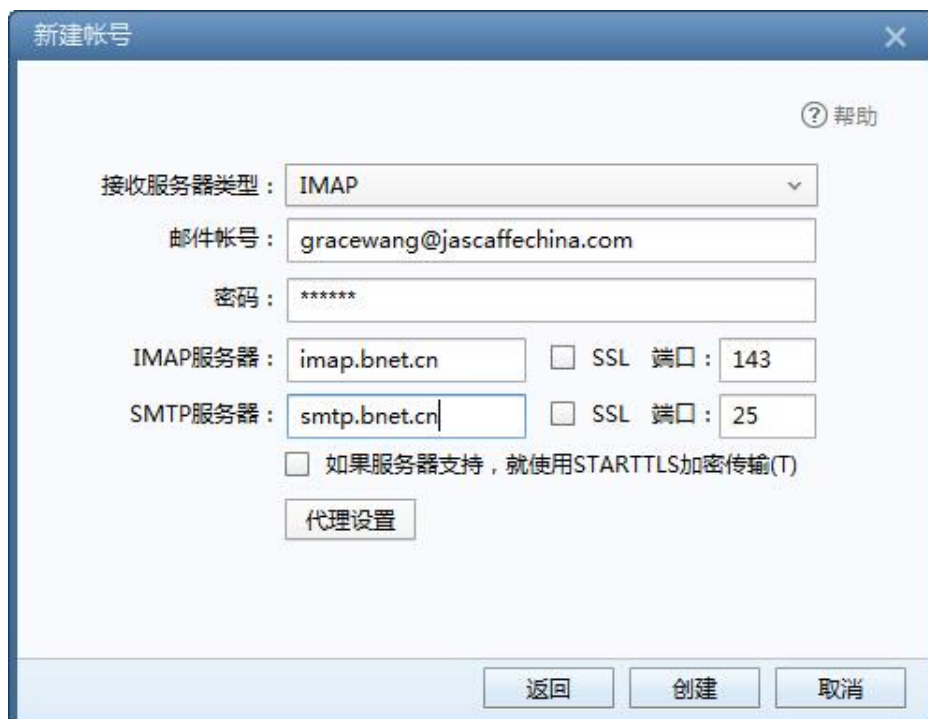 新建帐号
帮助
接收服务器类型： IMAP
邮件帐号： gracewang@jascaffechina.com
密码： ******
IMAP服务器： imap.bnet.cn SSL 端口： 143
SMTP服务器： smtp.bnet.cn SSL 端口： 25
如果服务器支持，就使用STARTTLS加密传输(T)
代理设置
返回 创建 取消